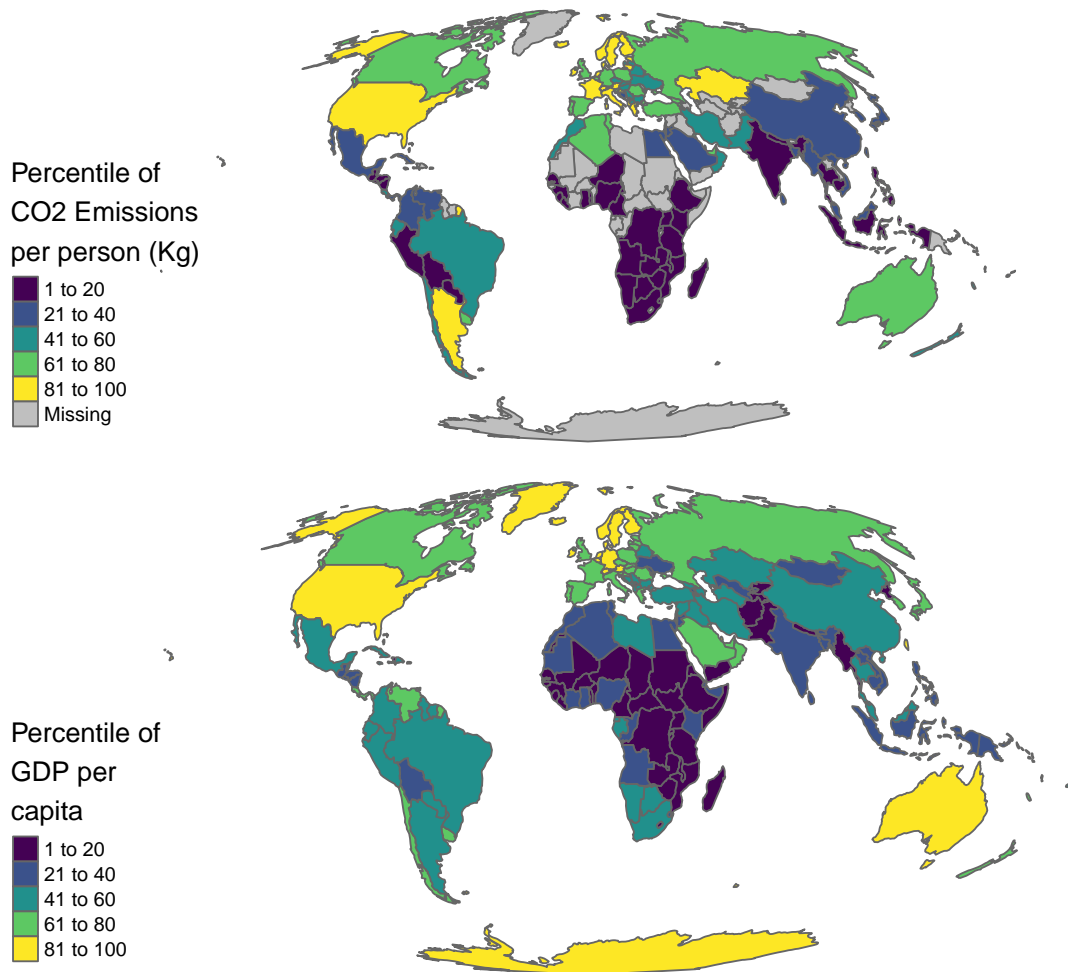 Percentile of
CO2 Emissions
per person (Kg)
1 to 20
21 to 40
41 to 60
61 to 80
81 to 100
Missing
Percentile of
GDP per
capita
1 to 20
21 to 40
41 to 60
61 to 80
81 to 100